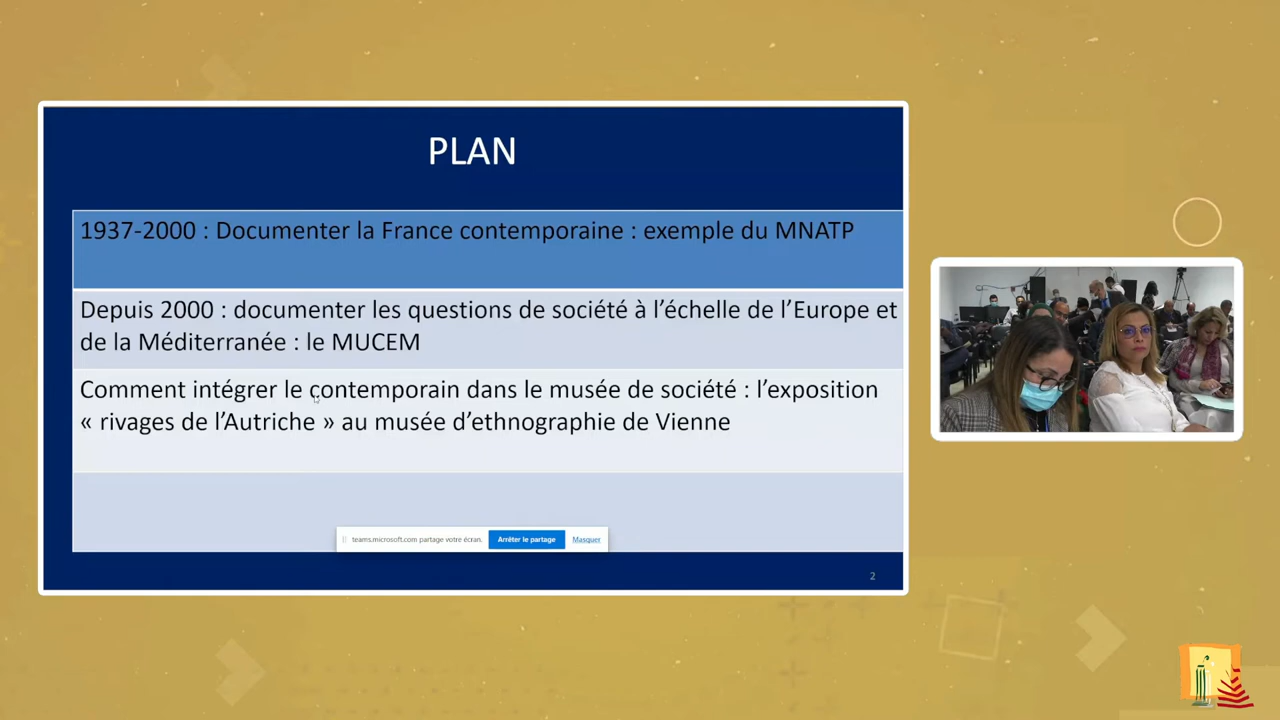 PLAN
1937-2000 : Documenter la France contemporaine : exemple du MNATP
Depuis 2000 : documenter les questions de société à l’échelle de l’Europe et
de la Méditerranée : le MUCEM
Comment intégrer le contemporain dans le musée de société : l’exposition
« rivages de l’Autriche » au musée d’ethnographie de Vienne
teams.microsoft.com partage votre écran. Arrêter le partage Masquer
2